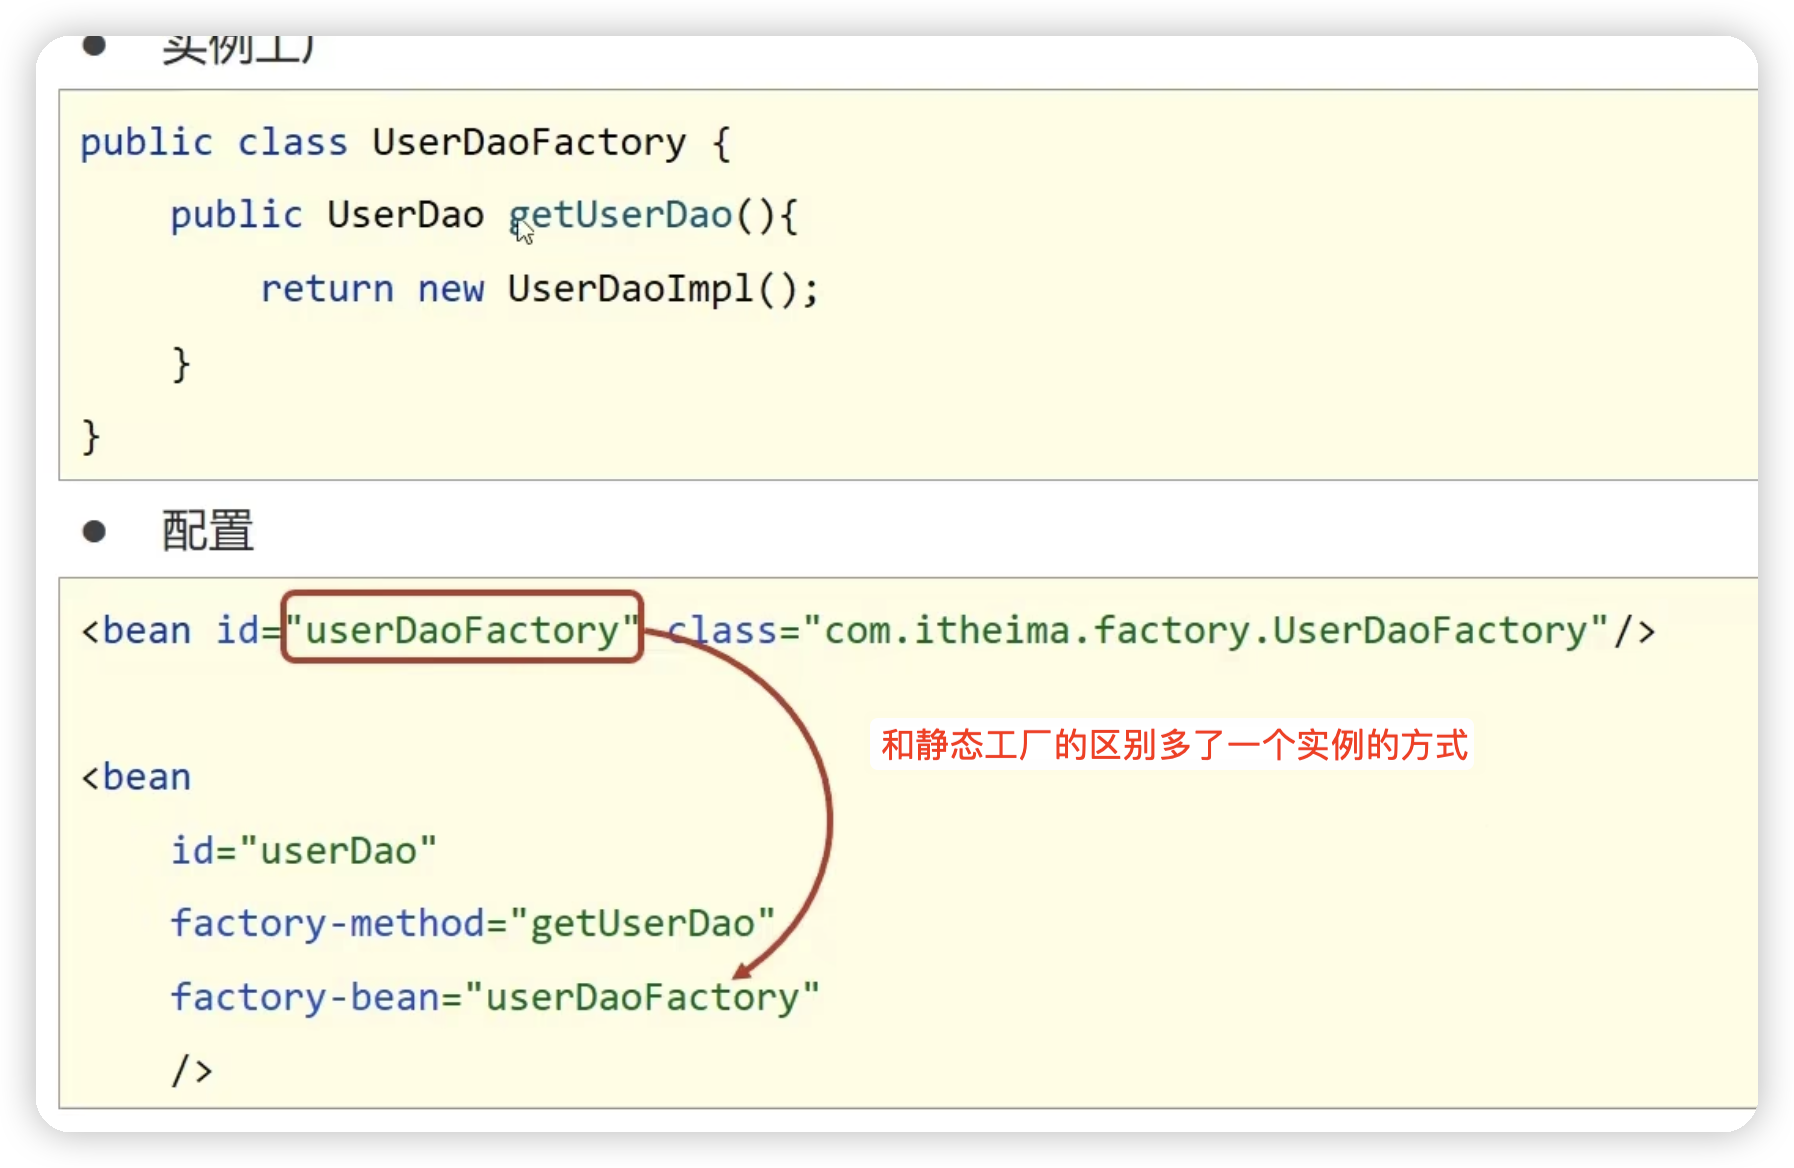 ● 实例工厂
public class UserDaoFactory {
public UserDao getUserDao(){
return new UserDaoImpl();
}
}
● 配置
<bean id="userDaoFactory" class="com.itheima.factory.UserDaoFactory"/>
和静态工厂的区别多了一个实例的方式
<bean
id="userDao"
factory-method="getUserDao"
factory-bean="userDaoFactory"
/>